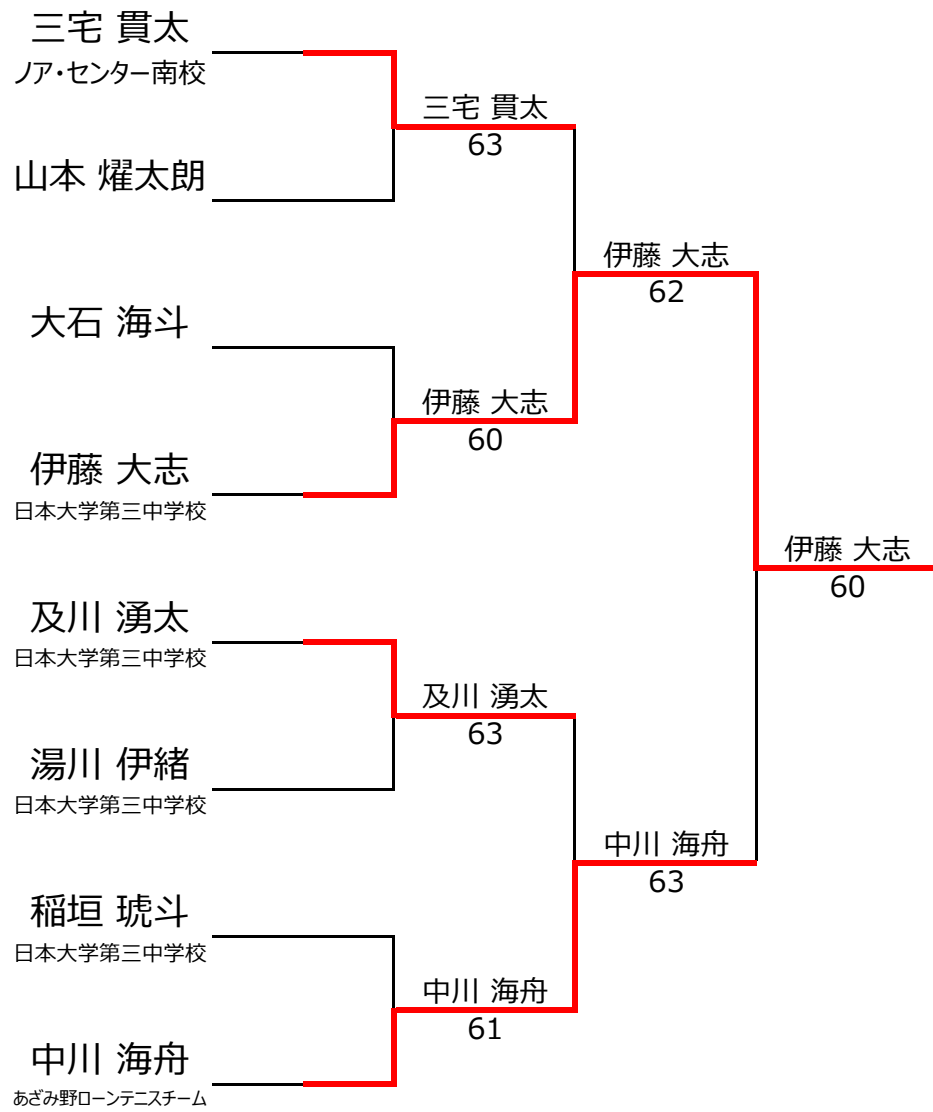 三宅 貫太
ノア・センター南校
三宅 貫太
63
山本 燿太朗
伊藤 大志
62
大石 海斗
伊藤 大志
60
伊藤 大志
日本大学第三中学校
伊藤 大志
60
及川 湧太
日本大学第三中学校
及川 湧太
63
湯川 伊緒
日本大学第三中学校
中川 海舟
63
稲垣 琥斗
日本大学第三中学校
中川 海舟
61
中川 海舟
あざみ野ローンテニスチーム